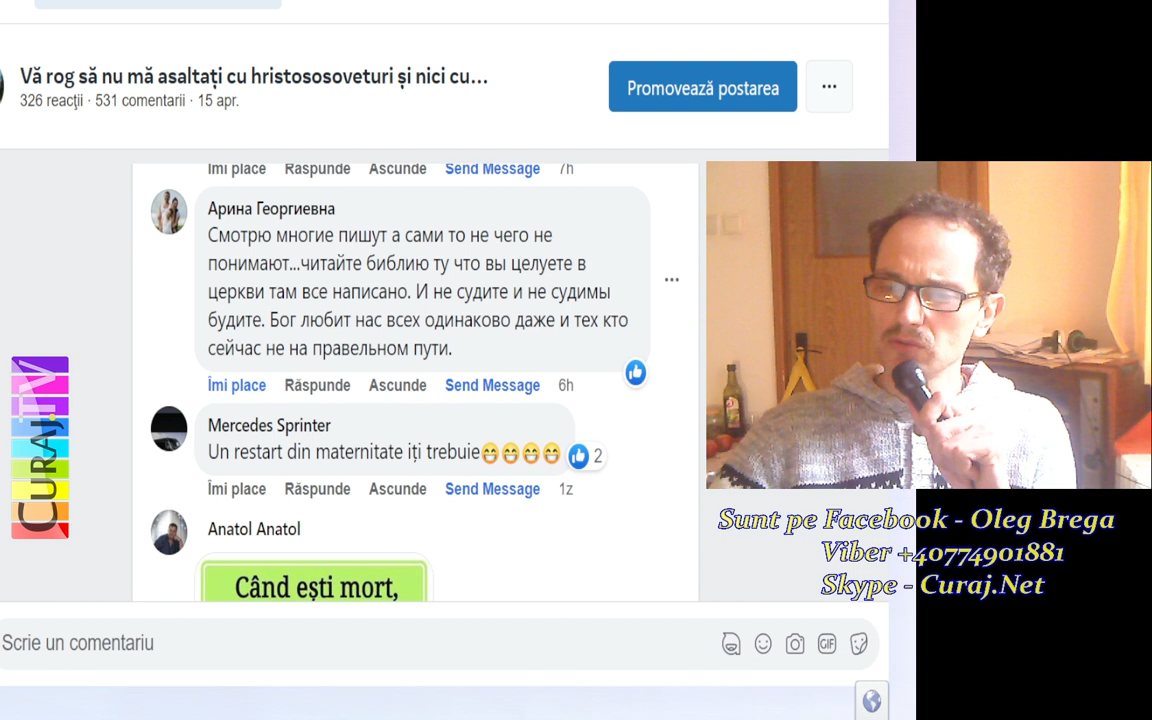 Vă rog să nu mă asaltați cu hristososoveturi și nici cu...
326 reacții · 531 comentarii · 15 apr.
Promovează postarea
Îmi place Răspunde Ascunde Send Message 7h
Арина Георгиевна
Смотрю многие пишут а сами то не чего не
понимают...читайте библию ту что вы целуете в
церкви там все написано. И не судите и не судимы
будите. Бог любит нас всех одинаково даже и тех кто
сейчас не на правельном пути.
Îmi place Răspunde Ascunde Send Message 6h
Mercedes Sprinter
Un restart din maternitate iți trebuie😁😁😁😁
2
Îmi place Răspunde Ascunde Send Message 1z
Anatol Anatol
Când ești mort,
Scrie un comentariu
GIF
CURAJ.TV
Sunt pe Facebook - Oleg Brega
Viber +40774901881
Skype - Curaj.Net